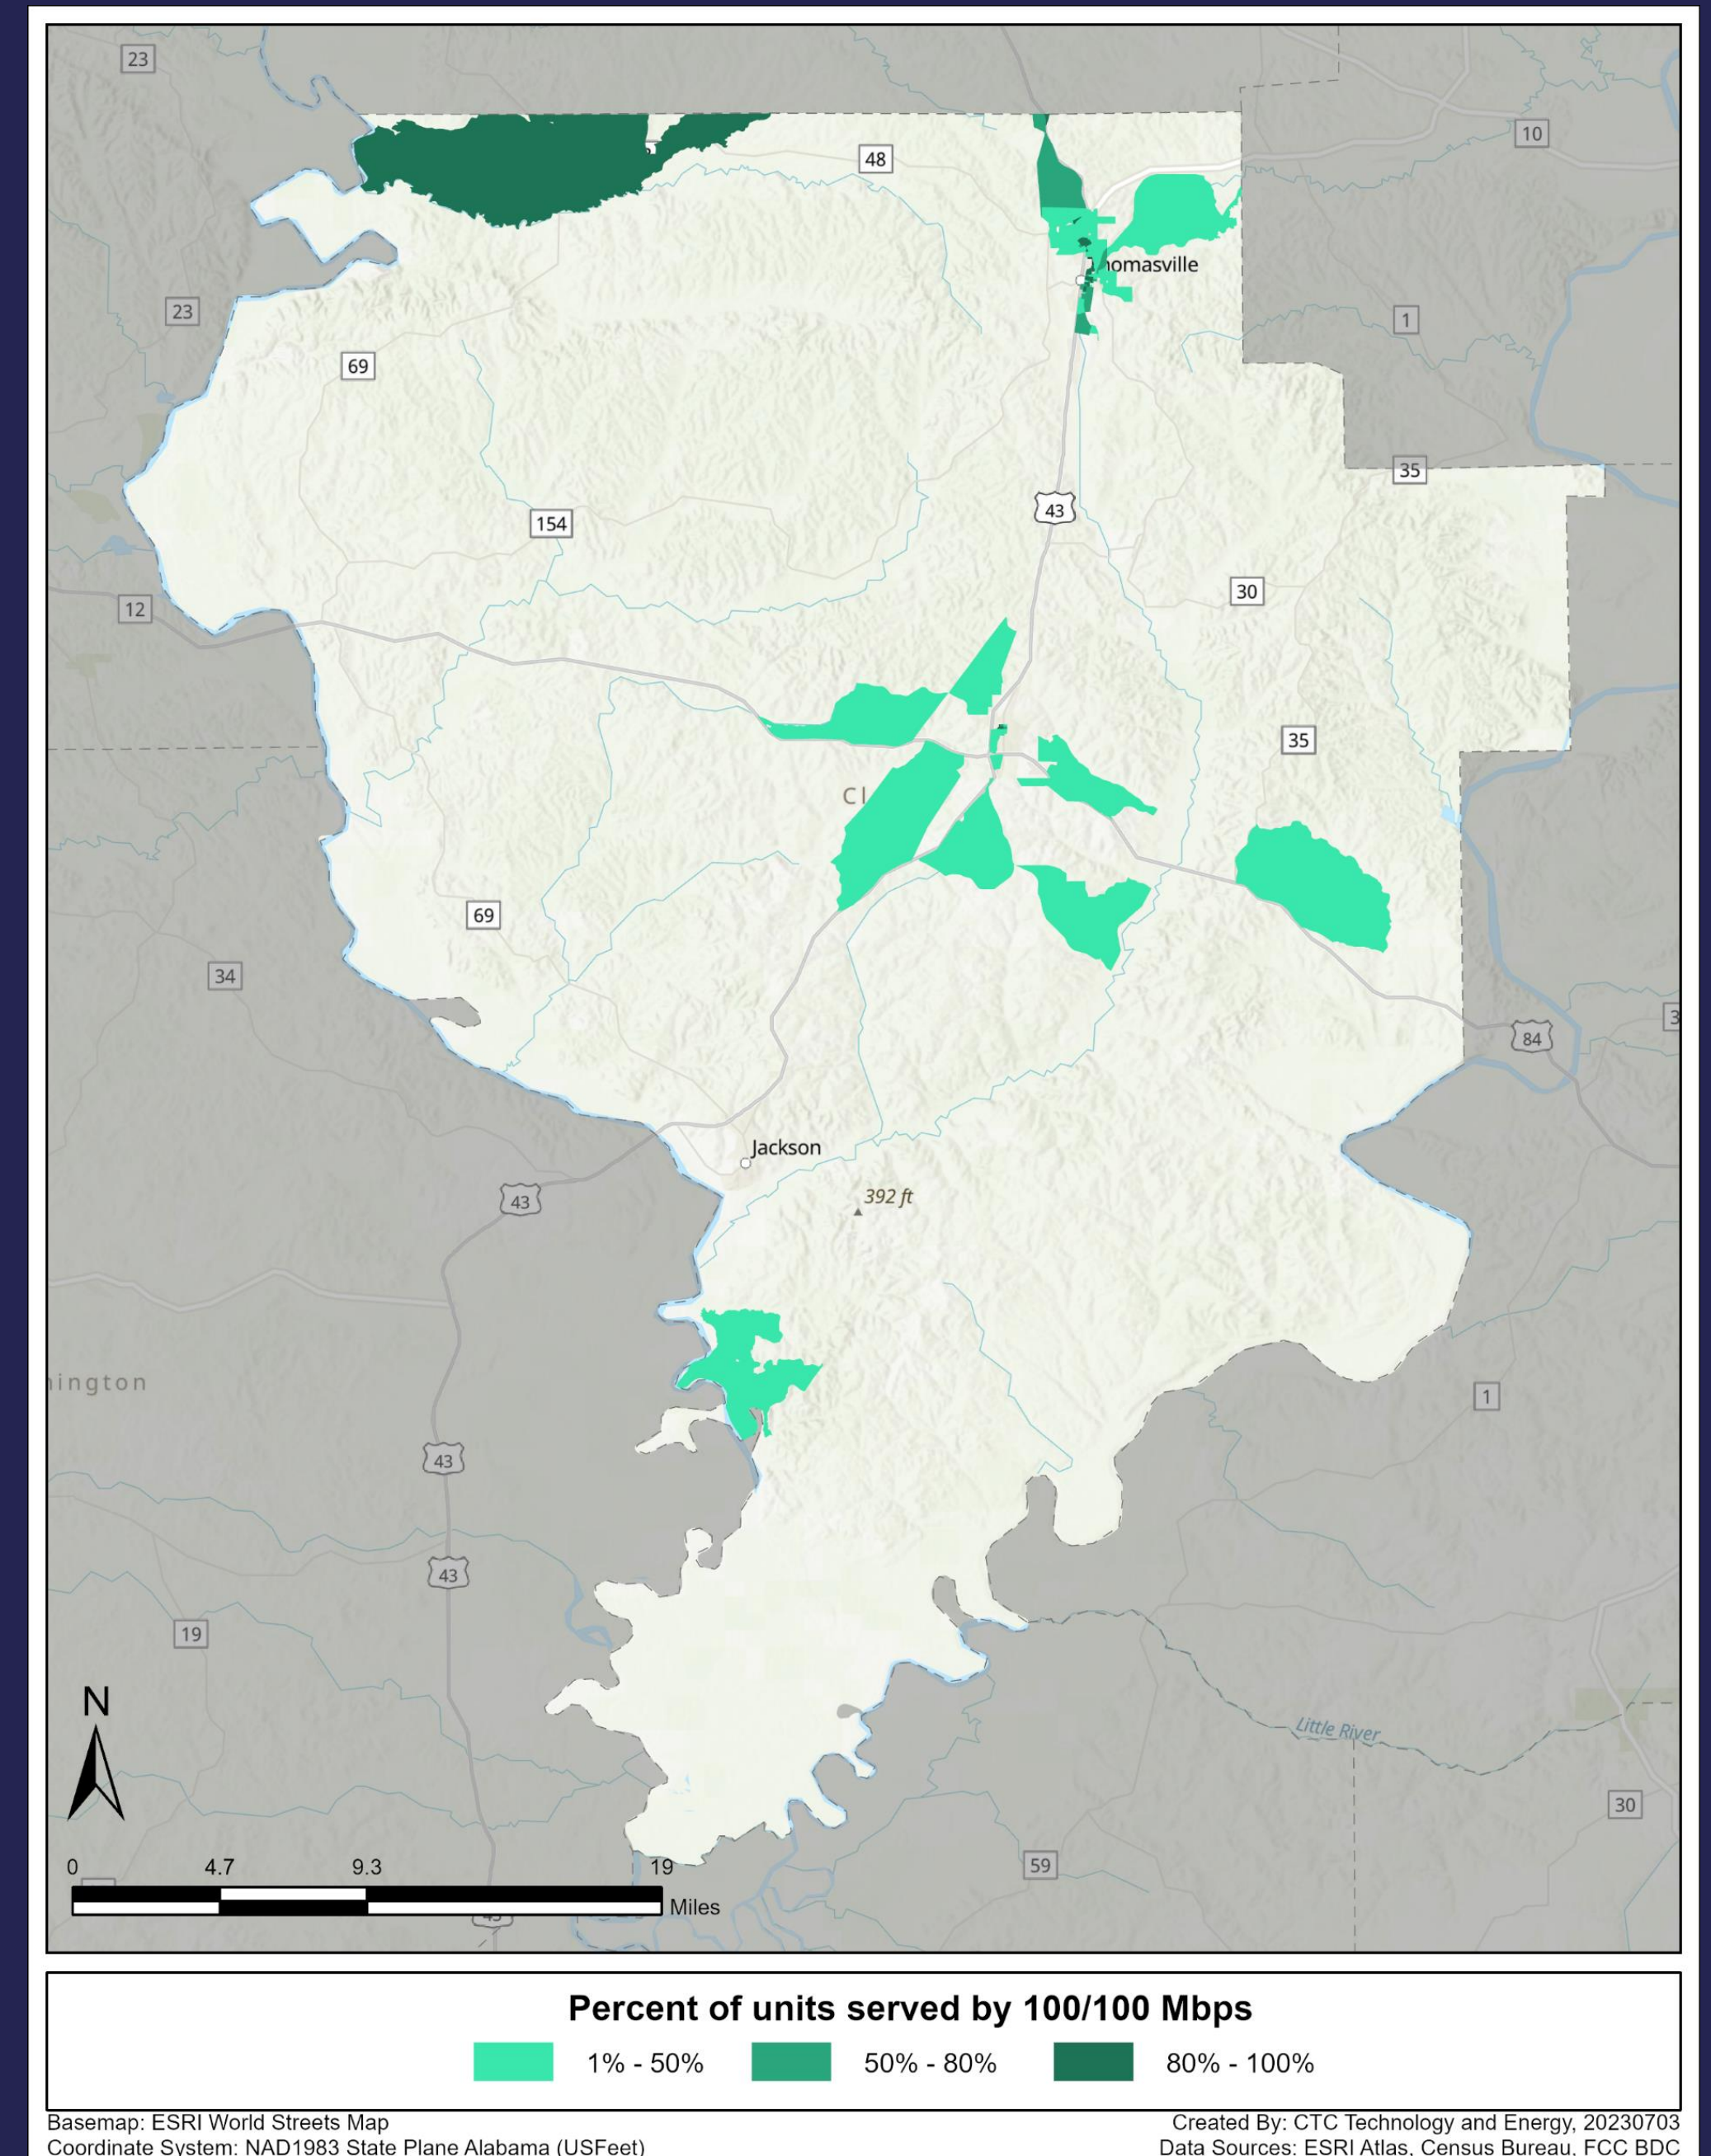 23
10
48
Thomasville
23
1
69
35
43
154
30
12
35
Cl
69
34
3
84
Jackson
392 ft
43
ington
1
43
43
19
Little River
N
30
59
0 4.7 9.3 19
Miles
Percent of units served by 100/100 Mbps
1% - 50% 50% - 80% 80% - 100%
Basemap: ESRI World Streets Map
Created By: CTC Technology and Energy, 20230703
Coordinate System: NAD1983 State Plane Alabama (USFeet)
Data Sources: ESRI Atlas, Census Bureau, FCC BDC